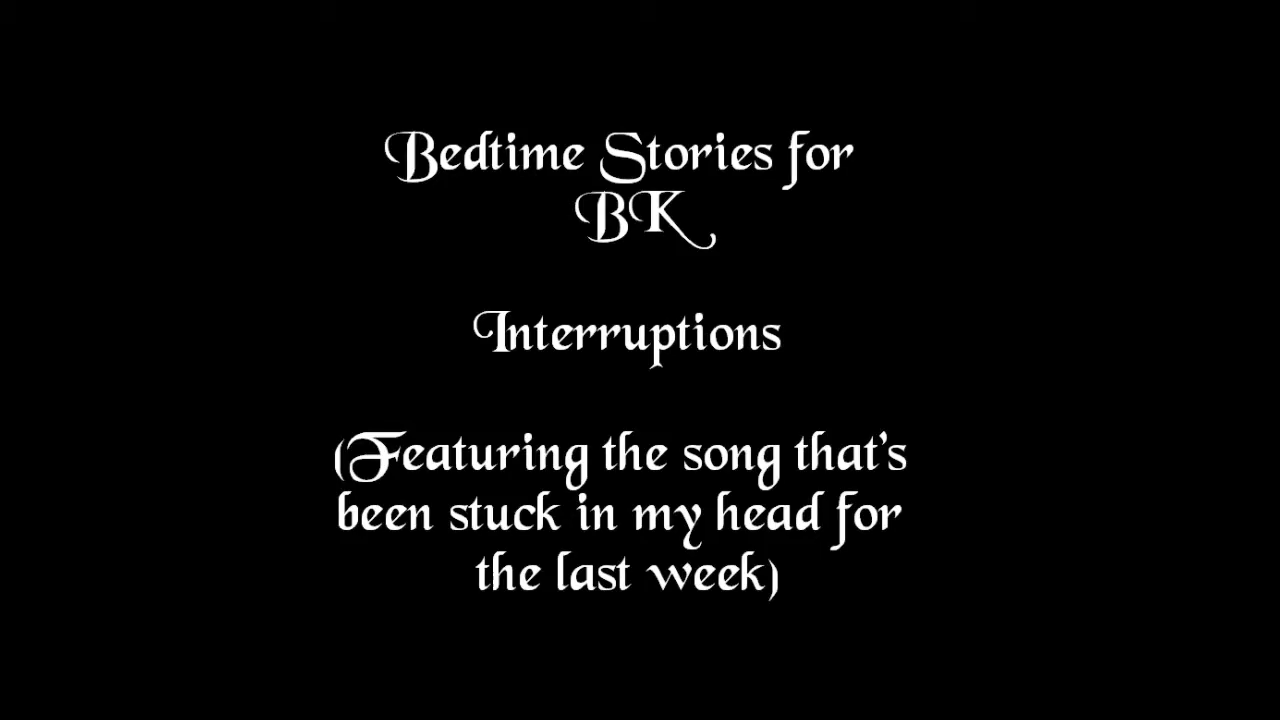 Bedtime Stories for
BK
Interruptions
(Featuring the song that's
been stuck in my head for
the last week)